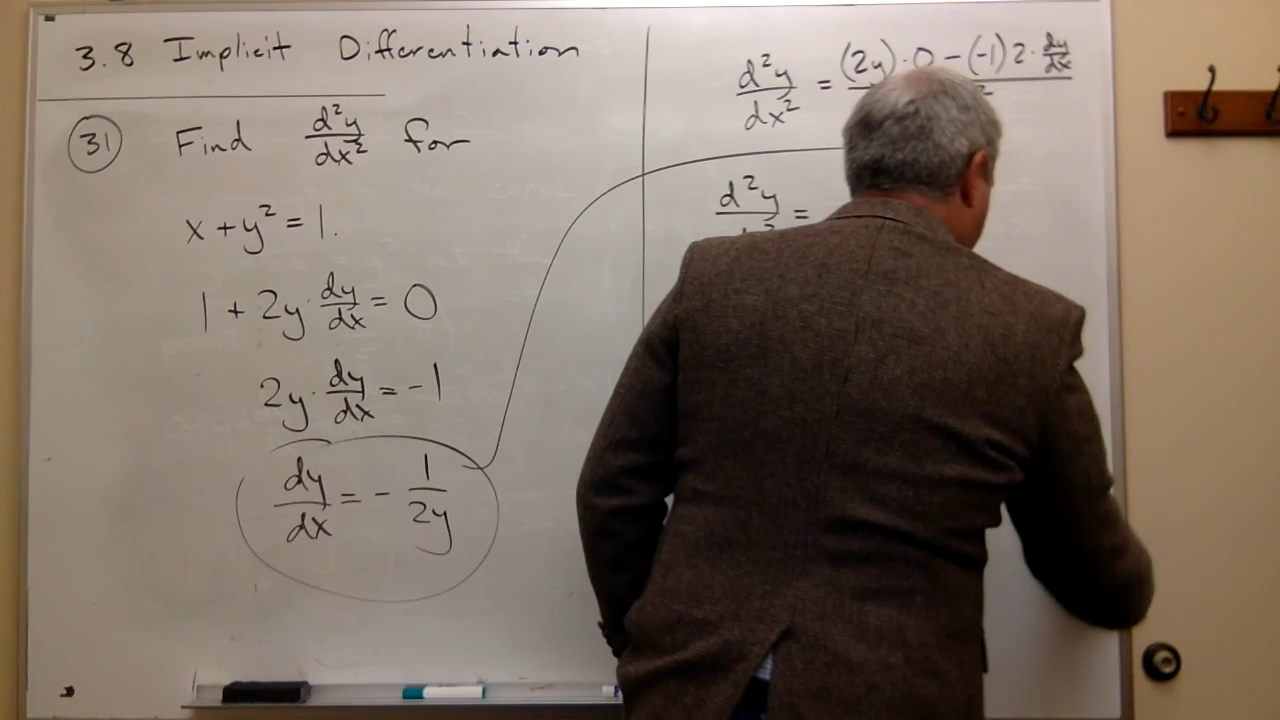 3.8 Implicit Differentiation
31 Find d²y/dx² for
x + y² = 1.
1 + 2y · dy/dx = 0
2y · dy/dx = -1
dy/dx = - 1/2y
d²y/dx² = (2y) · 0 - (-1) 2 · dy/dx
d²y =